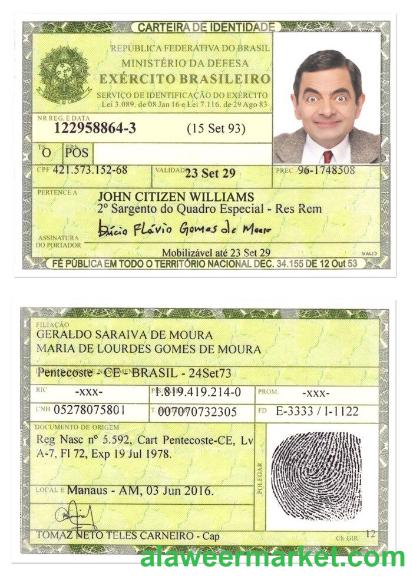 CARTEIRA DE IDENTIDADE
REPÚBLICA FEDERATIVA DO BRASIL
MINISTÉRIO DA DEFESA
EXÉRCITO BRASILEIRO
SERVIÇO DE IDENTIFICAÇÃO DO EXÉRCITO
Lei 3.089, de 08 Jan 16 e Lei 7.116, de 29 Ago 83
NR REG. E DATA
122958864-3 (15 Set 93)
O POS
CPF 421.573.152-68 VALIDADE 23 Set 29 PREC 96-1748508
PERTENCE A
JOHN CITIZEN WILLIAMS
2º Sargento do Quadro Especial - Res Rem
Lúcio Flávio Gomes de Moura
ASSINATURA
DO PORTADOR
Mobilizável até 23 Set 29
FÉ PÚBLICA EM TODO O TERRITÓRIO NACIONAL DEC. 34.155 DE 12 Out 53
FILIAÇÃO
GERALDO SARAIVA DE MOURA
MARIA DE LOURDES GOMES DE MOURA
Pentecoste - CE - BRASIL - 24Set73
RIC -xxx- 1.819.419.214-0 PROM. -xxx-
CNH 05278075801 007070732305 FD E-3333 / I-1122
DOCUMENTO DE ORIGEM
Reg Nasc nº 5.592, Cart Pentecoste-CE, Lv
A-7, Fl 72, Exp 19 Jul 1978.
POLEGAR
LOCAL E Manaus - AM, 03 Jun 2016.
TOMAZ NETO TELES CARNEIRO - Cap
Ch GIR 12
alaweermarket.com